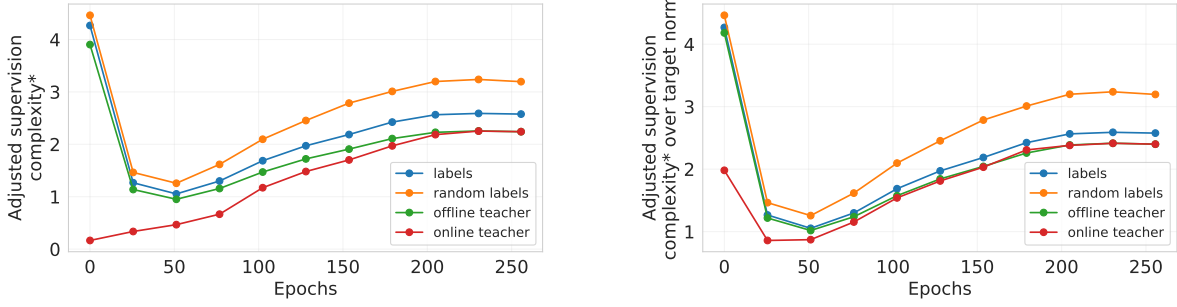 Adjusted supervision
complexity*
4
3
2
1
0
0
50
100
150
200
250
Epochs
labels
random labels
offline teacher
online teacher
Adjusted supervision
complexity* over target norm
4
3
2
1
0
50
100
150
200
250
Epochs
labels
random labels
offline teacher
online teacher